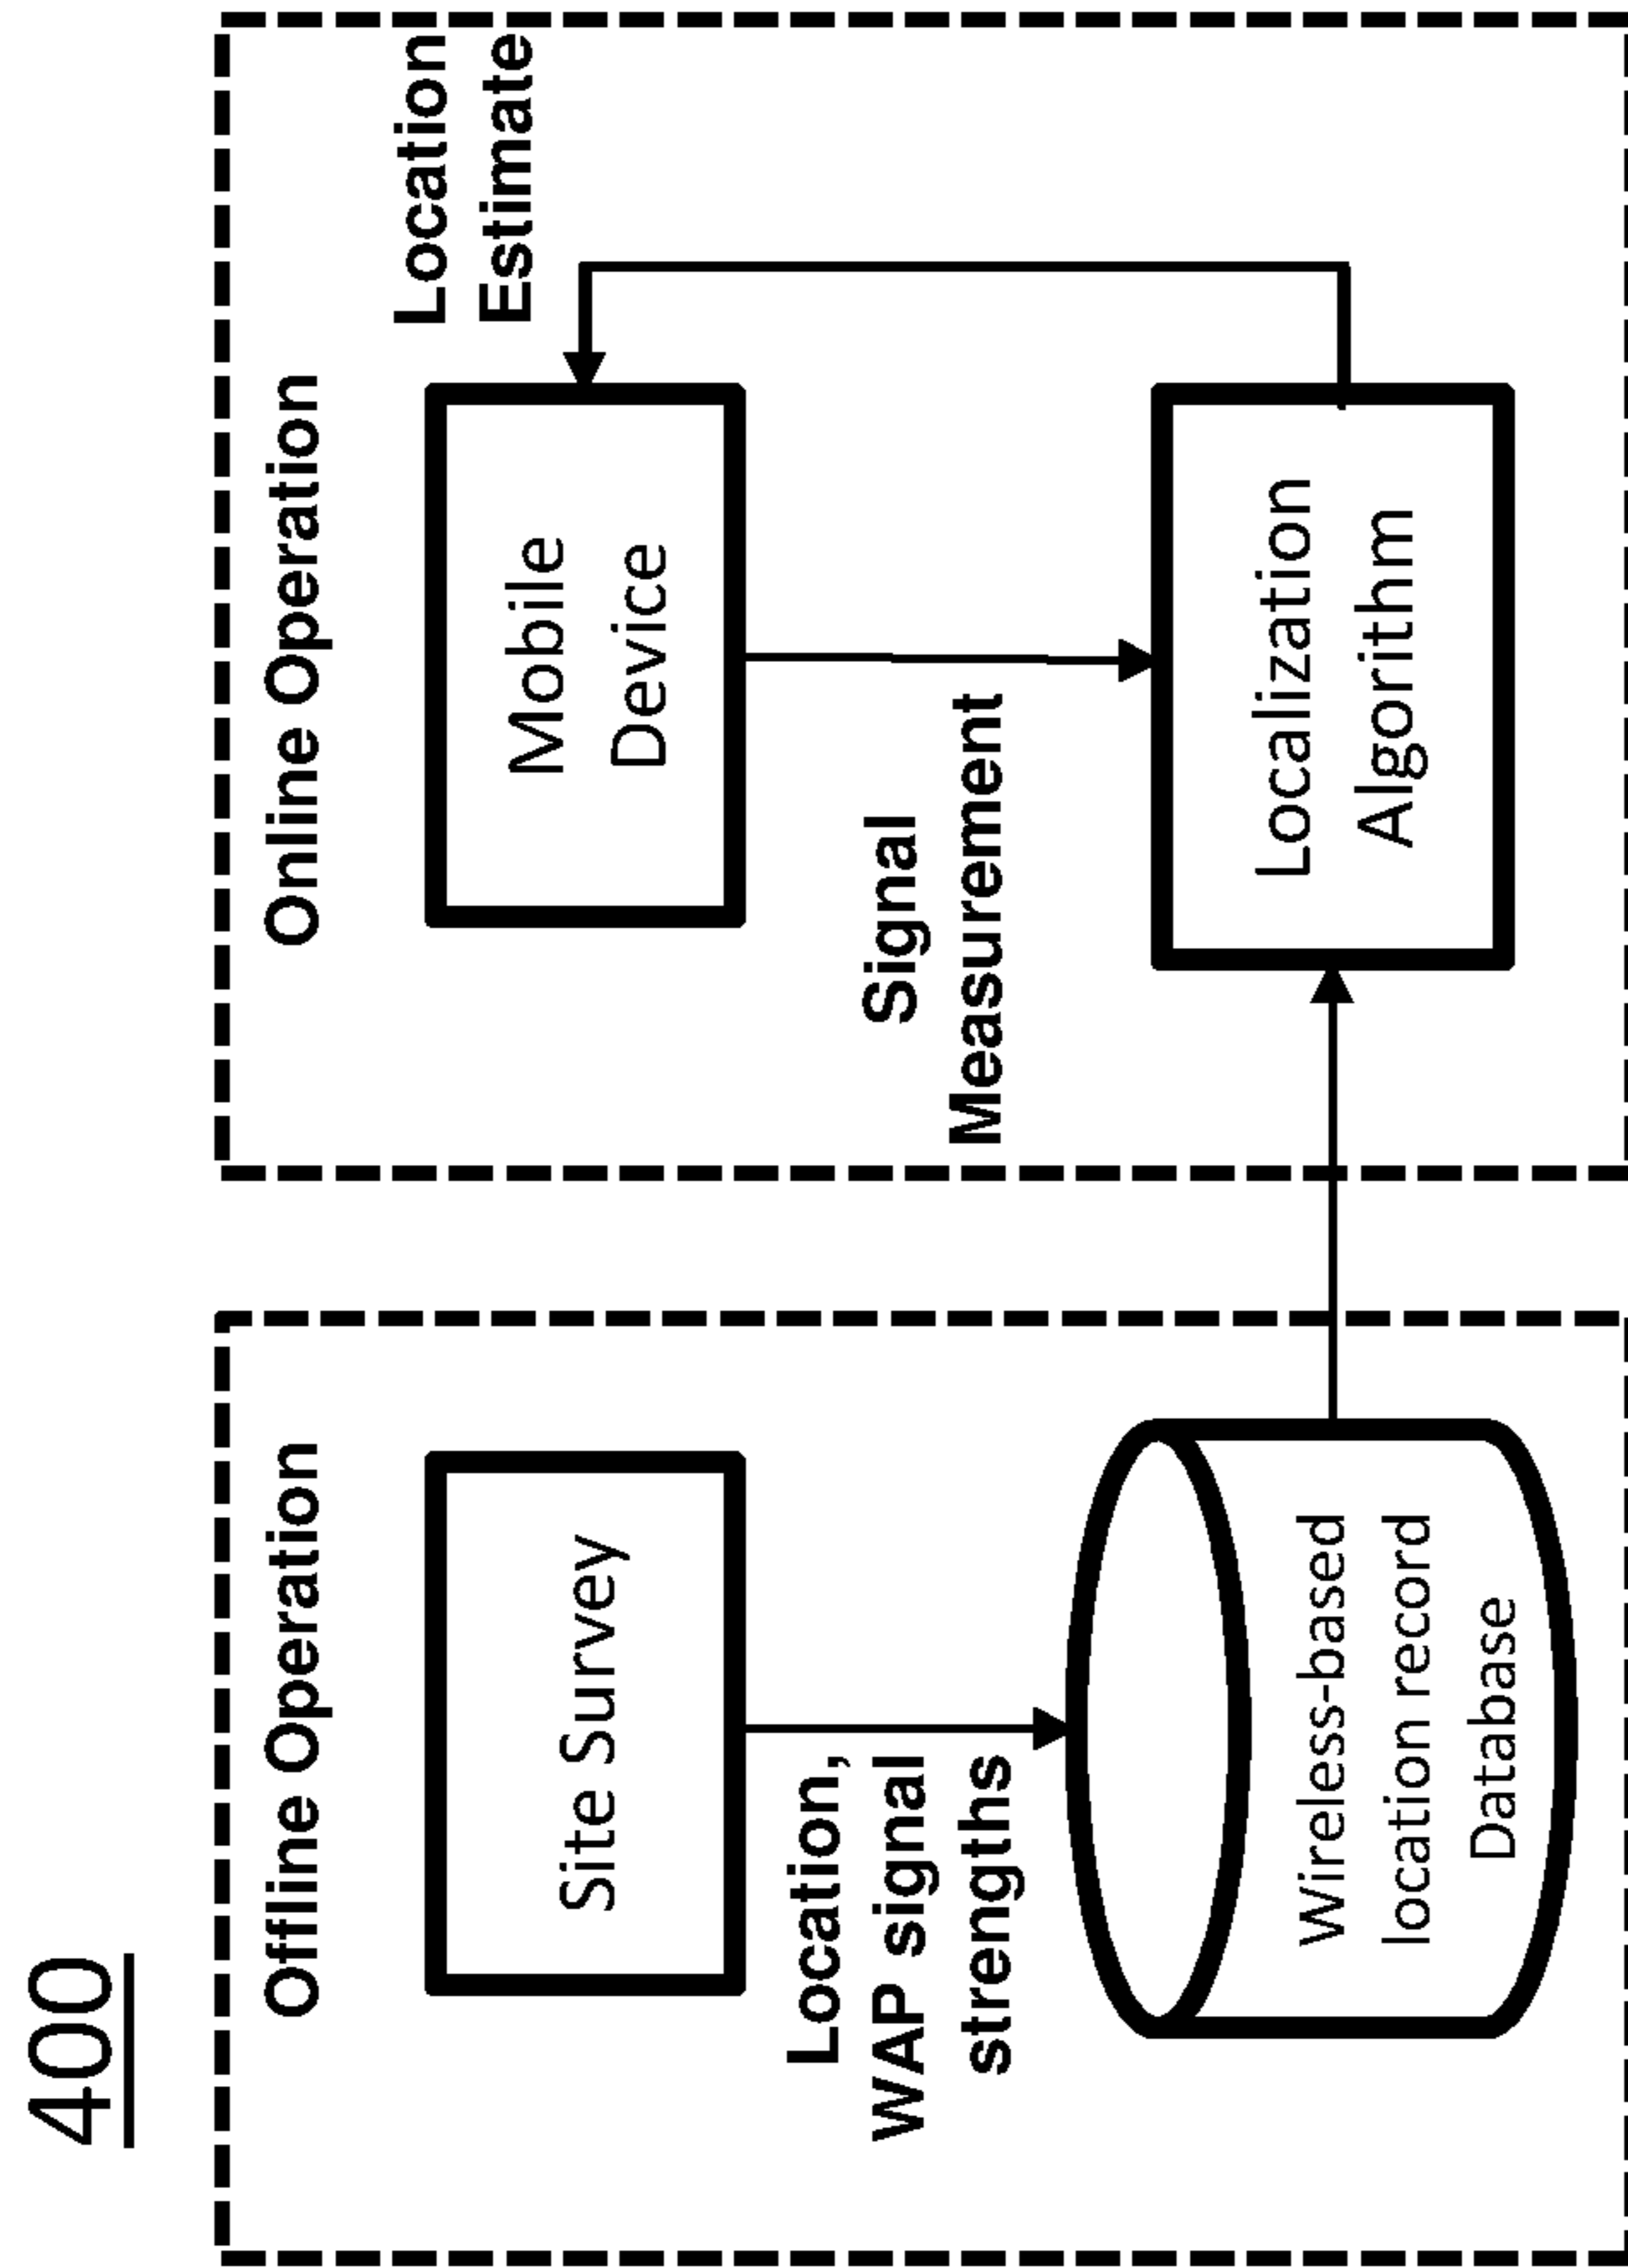 400
Offline Operation
Site Survey
Location,
WAP signal
strengths
Wireless-based
location record
Database
Online Operation
Location
Estimate
Mobile
Device
Signal
Measurement
Localization
Algorithm